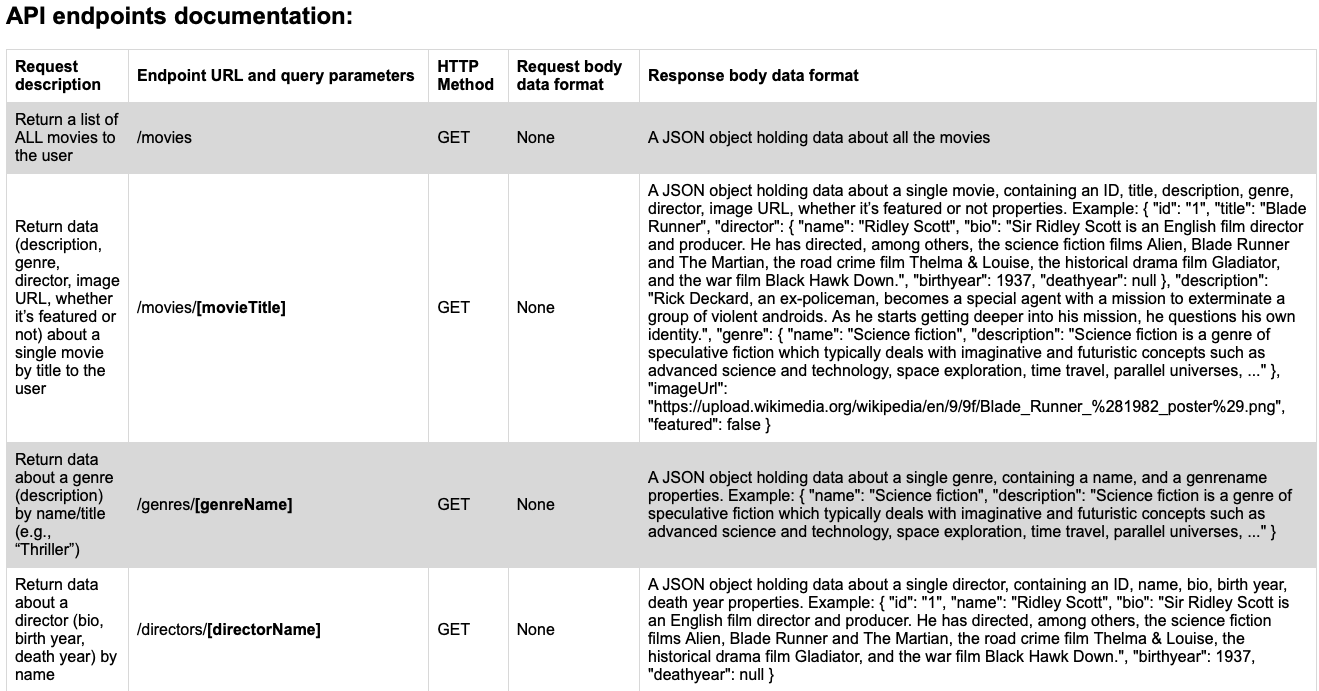 API endpoints documentation:
Request
description
Endpoint URL and query parameters
HTTP
Method
Request body
data format
Response body data format
Return a list of
ALL movies to
the user
/movies
GET
None
A JSON object holding data about all the movies
Return data
(description,
genre,
director, image
URL, whether
it’s featured or
not) about a
single movie
by title to the
user
/movies/[movieTitle]
GET
None
A JSON object holding data about a single movie, containing an ID, title, description, genre,
director, image URL, whether it’s featured or not properties. Example: { "id": "1", "title": "Blade
Runner", "director": { "name": "Ridley Scott", "bio": "Sir Ridley Scott is an English film director
and producer. He has directed, among others, the science fiction films Alien, Blade Runner
and The Martian, the road crime film Thelma & Louise, the historical drama film Gladiator,
and the war film Black Hawk Down.", "birthyear": 1937, "deathyear": null }, "description":
"Rick Deckard, an ex-policeman, becomes a special agent with a mission to exterminate a
group of violent androids. As he starts getting deeper into his mission, he questions his own
identity.", "genre": { "name": "Science fiction", "description": "Science fiction is a genre of
speculative fiction which typically deals with imaginative and futuristic concepts such as
advanced science and technology, space exploration, time travel, parallel universes, ..." },
"imageUrl":
"https://upload.wikimedia.org/wikipedia/en/9/9f/Blade_Runner_%281982_poster%29.png",
"featured": false }
Return data
about a genre
(description)
by name/title
(e.g.,
“Thriller”)
/genres/[genreName]
GET
None
A JSON object holding data about a single genre, containing a name, and a genrename
properties. Example: { "name": "Science fiction", "description": "Science fiction is a genre of
speculative fiction which typically deals with imaginative and futuristic concepts such as
advanced science and technology, space exploration, time travel, parallel universes, ..." }
Return data
about a
director (bio,
birth year,
death year) by
name
/directors/[directorName]
GET
None
A JSON object holding data about a single director, containing an ID, name, bio, birth year,
death year properties. Example: { "id": "1", "name": "Ridley Scott", "bio": "Sir Ridley Scott is
an English film director and producer. He has directed, among others, the science fiction
films Alien, Blade Runner and The Martian, the road crime film Thelma & Louise, the
historical drama film Gladiator, and the war film Black Hawk Down.", "birthyear": 1937,
"deathyear": null }